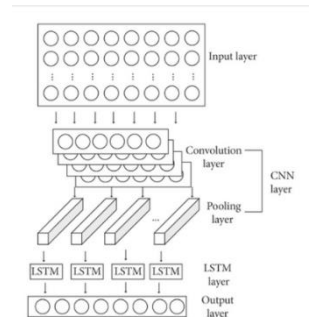 Input layer
Convolution
layer
CNN
layer
Pooling
layer
...
LSTM
LSTM
LSTM
LSTM
LSTM
layer
Output
layer